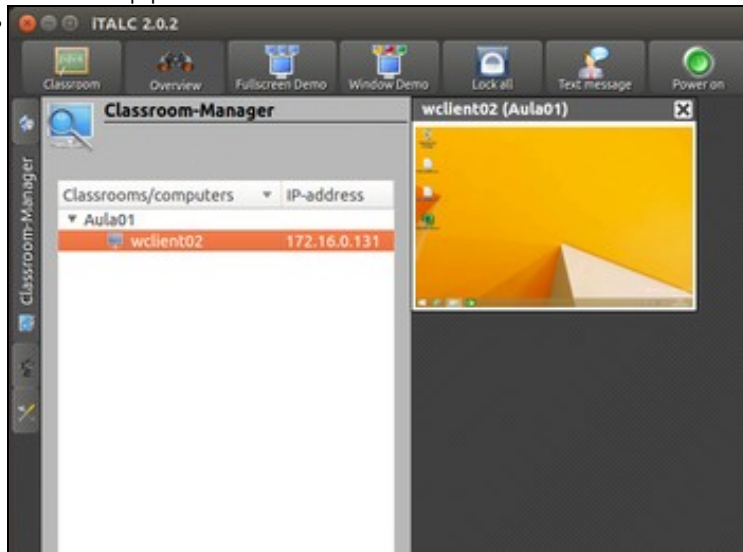 iTALC 2.0.2
Classroom
Overview
Fullscreen Demo
Window Demo
Lock all
Text message
Power on
Classroom-Manager
Classroom-Manager
wclient02 (Aula01)
Classrooms/computers
IP-address
Aula01
wclient02
172.16.0.131